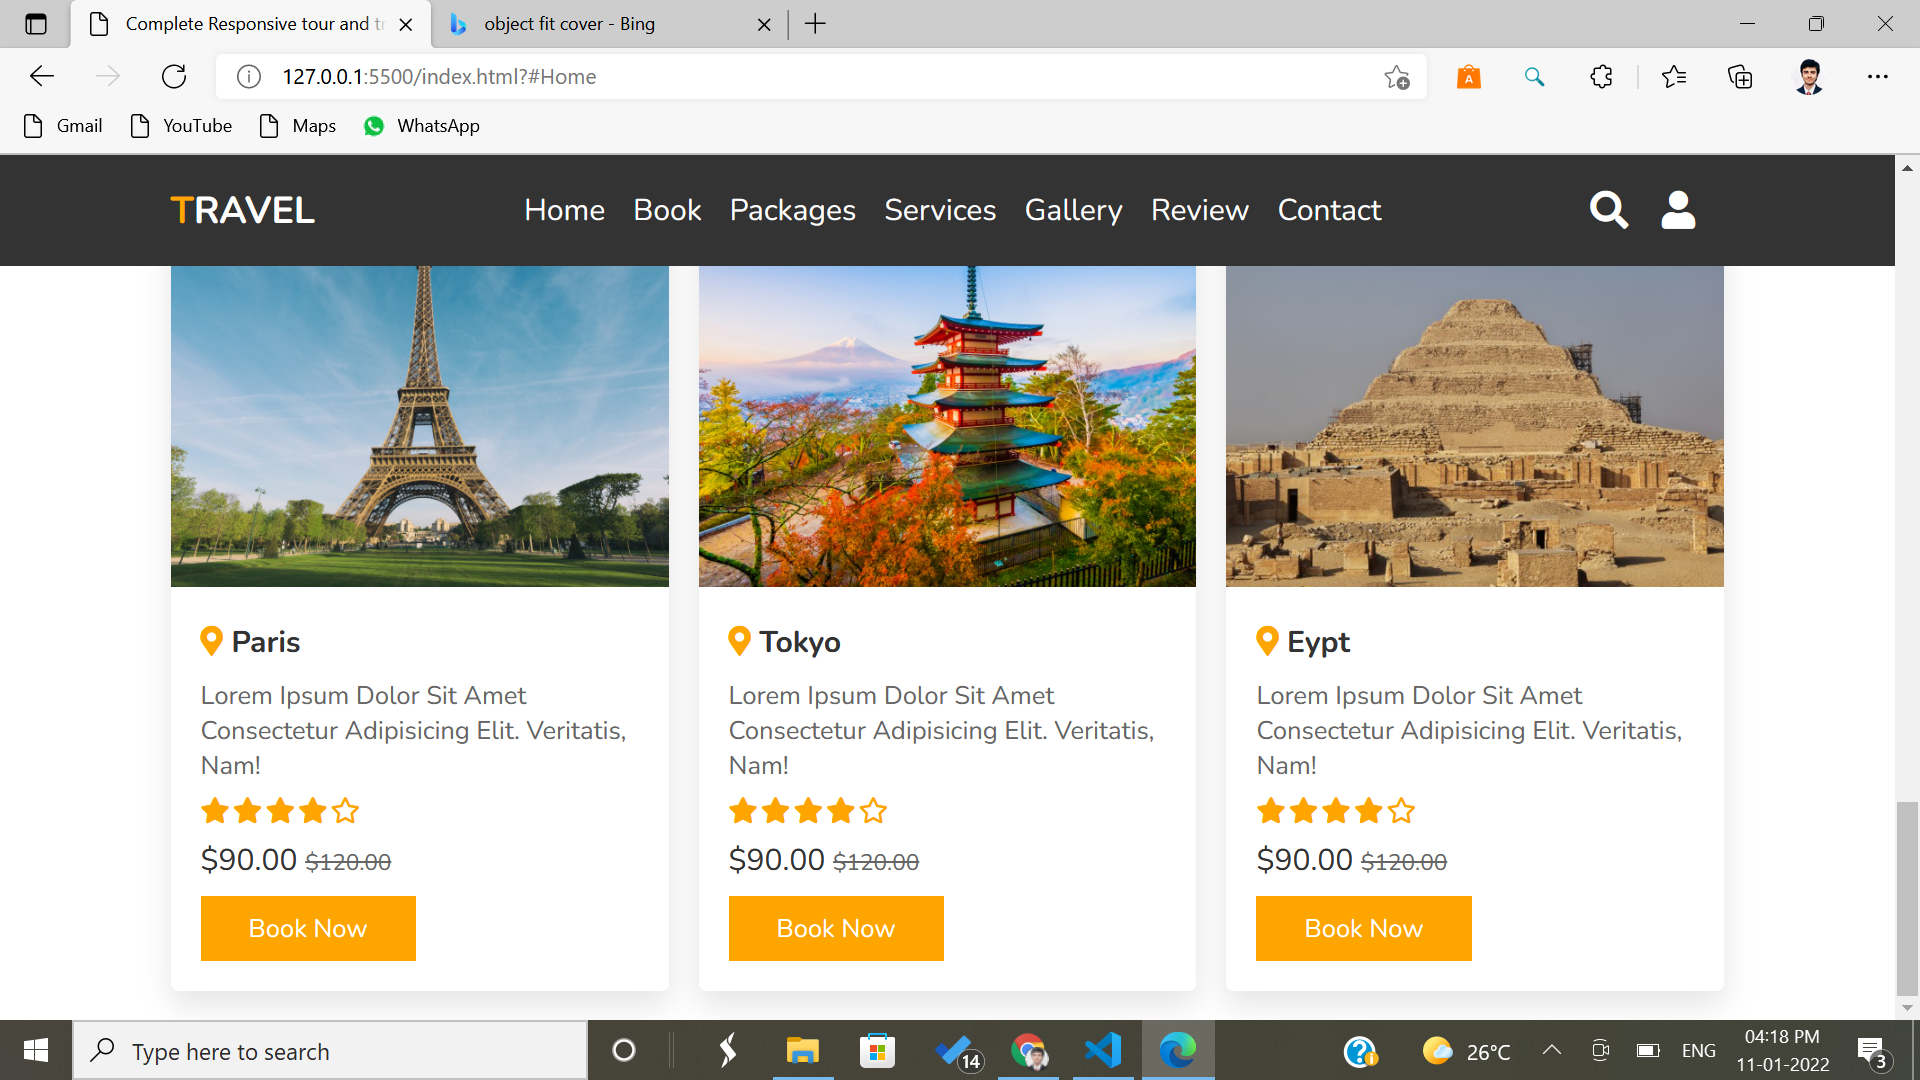 Complete Responsive tour and tr
object fit cover - Bing
127.0.0.1:5500/index.html?#Home
A
Gmail YouTube Maps WhatsApp
TRAVEL Home Book Packages Services Gallery Review Contact
Paris
Lorem Ipsum Dolor Sit Amet
Consectetur Adipisicing Elit. Veritatis,
Nam!
$90.00 $120.00
Book Now
Tokyo
Lorem Ipsum Dolor Sit Amet
Consectetur Adipisicing Elit. Veritatis,
Nam!
$90.00 $120.00
Book Now
Eypt
Lorem Ipsum Dolor Sit Amet
Consectetur Adipisicing Elit. Veritatis,
Nam!
$90.00 $120.00
Book Now
Type here to search
14
26°C
ENG
04:18 PM
11-01-2022
3